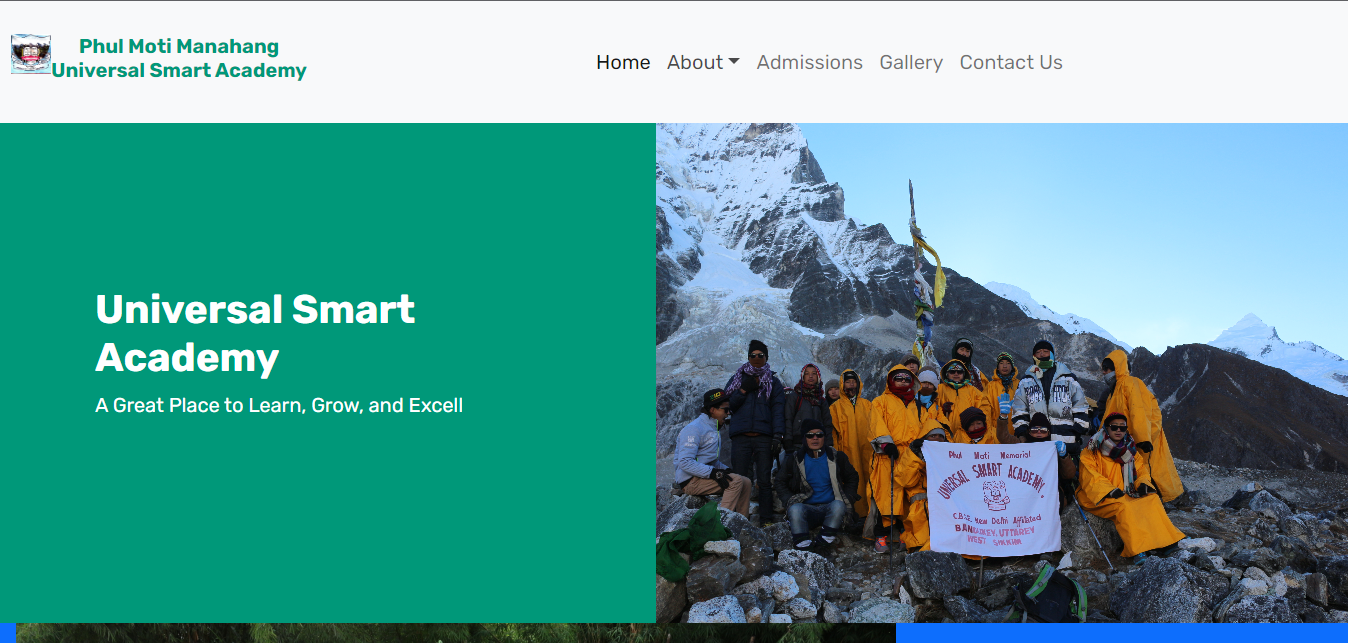 Phul Moti Manahang
Universal Smart Academy
Home About Admissions Gallery Contact Us
Universal Smart
Academy
A Great Place to Learn, Grow, and Excell
Phul Moti Memorial
UNIVERSAL SMART ACADEMY
C.B.S.E. New Delhi Affiliated
UTTAREY
WEST SIKKIM